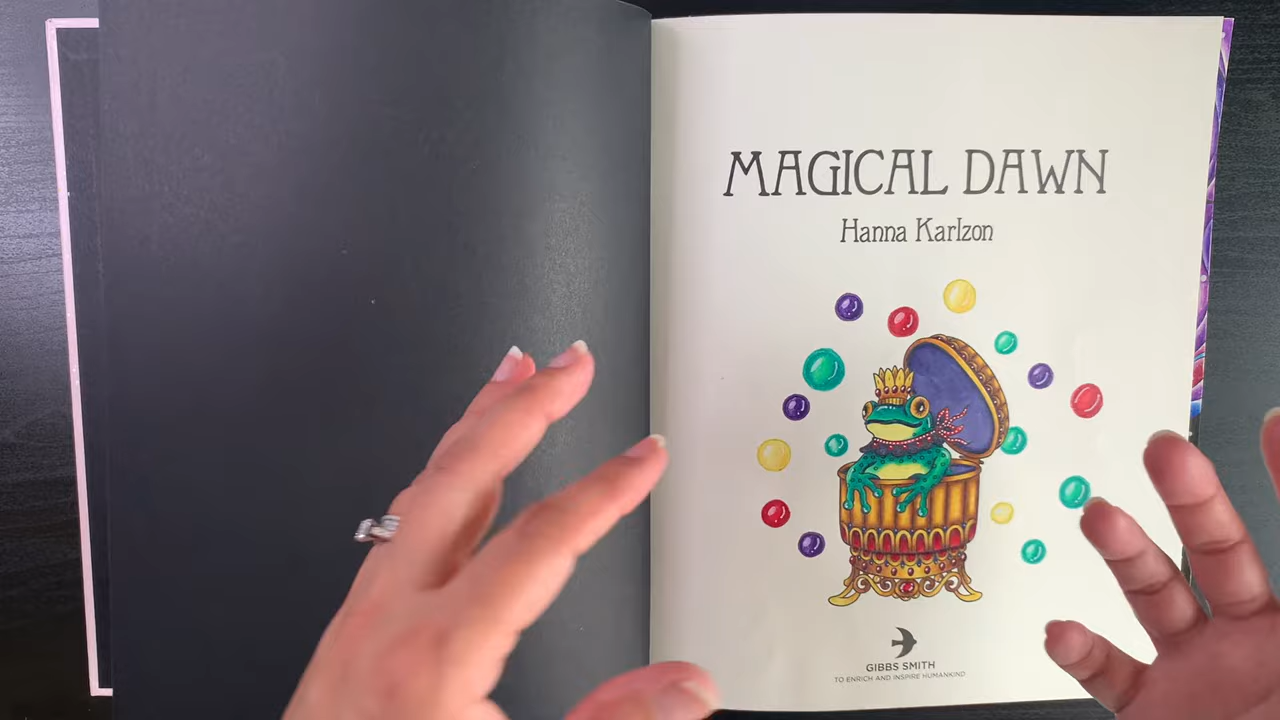 MAGICAL DAWN
Hanna Karlzon
GIBBS SMITH
TO ENRICH AND INSPIRE HUMANKIND